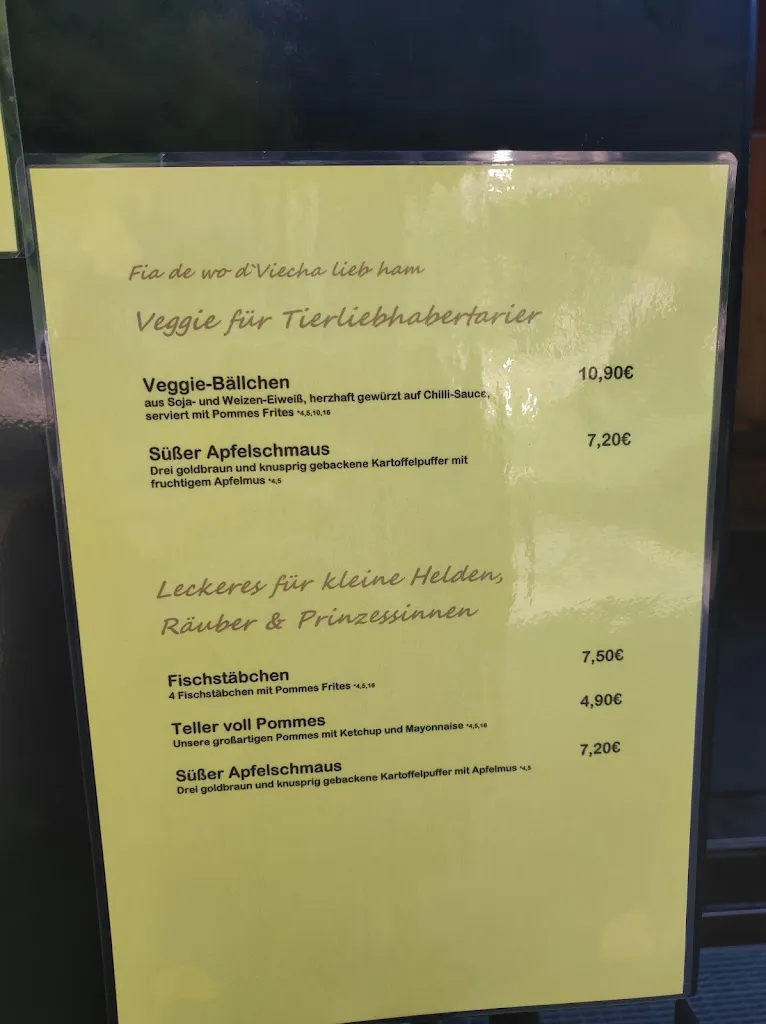 Fia de wo d`Viecha lieb ham
Veggie für Tierliebhabertarier
Veggie-Bällchen 10,90€
aus Soja- und Weizen-Eiweiß, herzhaft gewürzt auf Chilli-Sauce,
serviert mit Pommes Frites *4,5,10,16
Süßer Apfelschmaus 7,20€
Drei goldbraun und knusprig gebackene Kartoffelpuffer mit
fruchtigem Apfelmus *4,5
Leckeres für kleine Helden,
Räuber & Prinzessinnen
Fischstäbchen 7,50€
4 Fischstäbchen mit Pommes Frites *4,5,16
Teller voll Pommes 4,90€
Unsere großartigen Pommes mit Ketchup und Mayonnaise *4,5,16
Süßer Apfelschmaus 7,20€
Drei goldbraun und knusprig gebackene Kartoffelpuffer mit Apfelmus *4,5